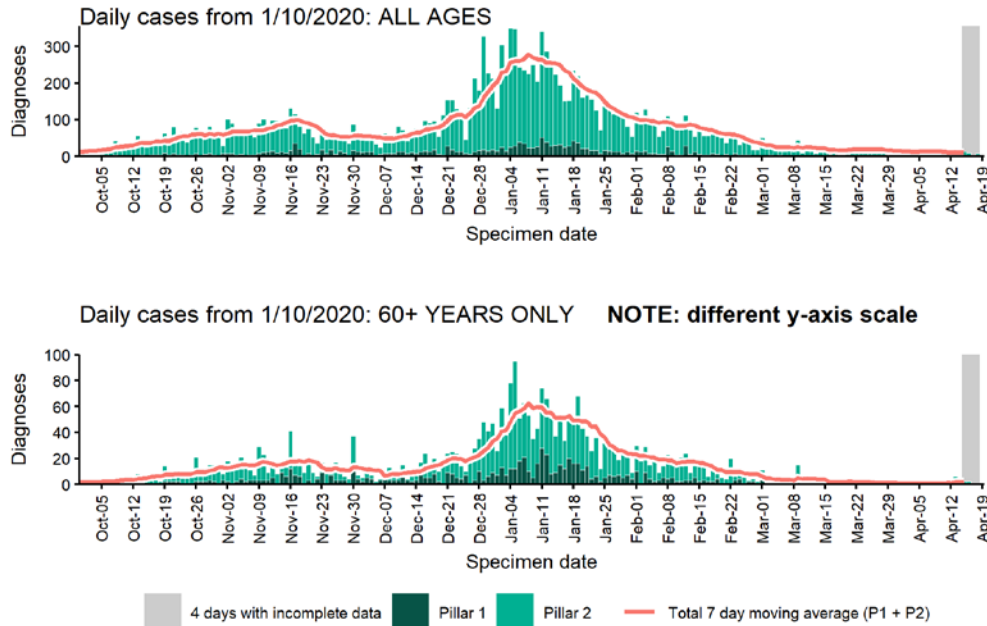 Daily cases from 1/10/2020: ALL AGES
Diagnoses
300
200
100
0
Oct-05
Oct-12
Oct-19
Oct-26
Nov-02
Nov-09
Nov-16
Nov-23
Nov-30
Dec-07
Dec-14
Dec-21
Dec-28
Jan-04
Jan-11
Jan-18
Jan-25
Feb-01
Feb-08
Feb-15
Feb-22
Mar-01
Mar-08
Mar-15
Mar-22
Mar-29
Apr-05
Apr-12
Apr-19
Specimen date
Daily cases from 1/10/2020: 60+ YEARS ONLY NOTE: different y-axis scale
Diagnoses
100
80
60
40
20
0
Oct-05
Oct-12
Oct-19
Oct-26
Nov-02
Nov-09
Nov-16
Nov-23
Nov-30
Dec-07
Dec-14
Dec-21
Dec-28
Jan-04
Jan-11
Jan-18
Jan-25
Feb-01
Feb-08
Feb-15
Feb-22
Mar-01
Mar-08
Mar-15
Mar-22
Mar-29
Apr-05
Apr-12
Apr-19
Specimen date
4 days with incomplete data Pillar 1 Pillar 2 Total 7 day moving average (P1 + P2)